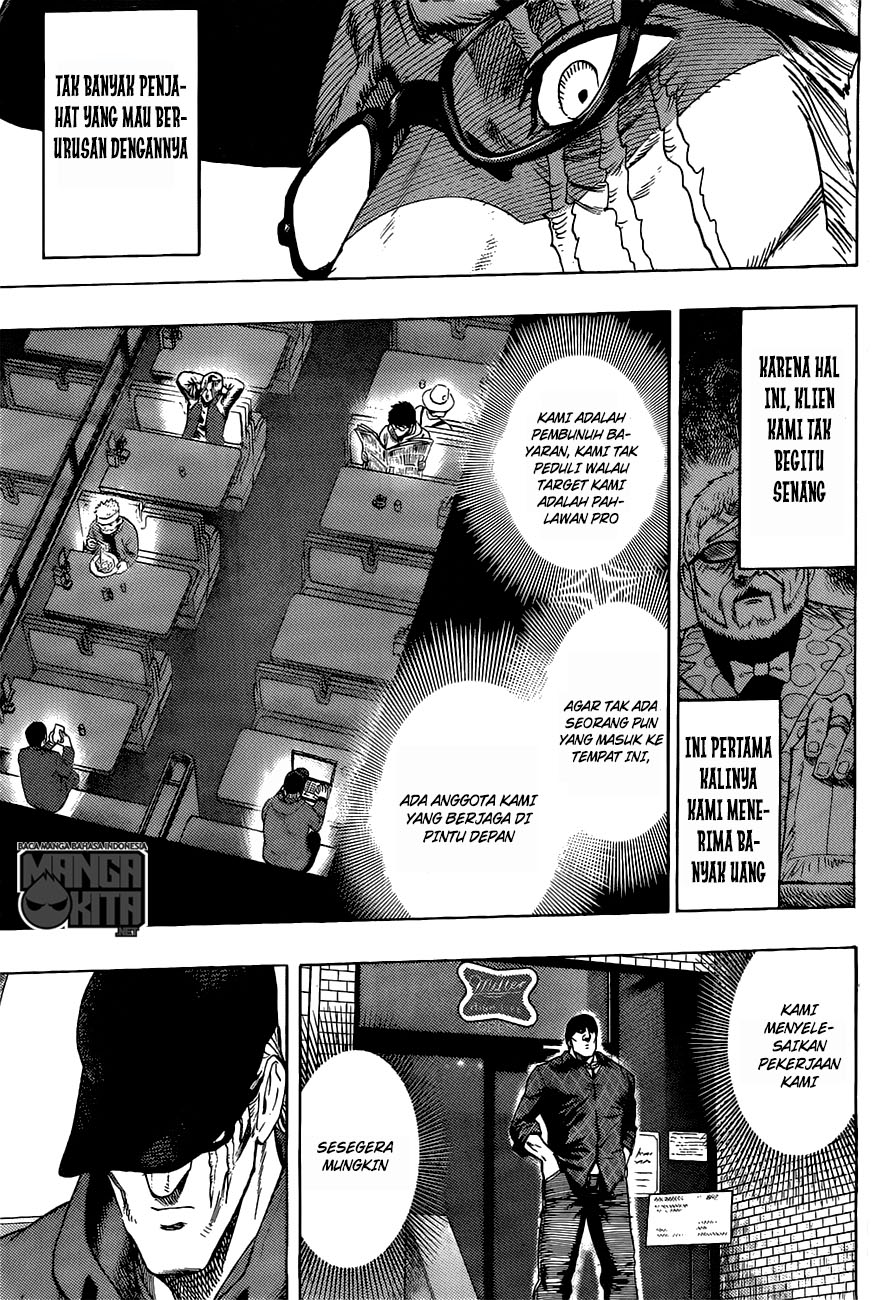 TAK BANYAK PENJA-
HAT YANG MAU BER-
URUSAN DENGANNYA
KARENA HAL
INI, KLIEN
KAMI TAK
BEGITU
SENANG
INI PERTAMA
KALINYA
KAMI MENE-
RIMA BA-
NYAK UANG
KAMI ADALAH
PEMBUNUH BA-
YARAN, KAMI TAK
PEDULI WALAU
TARGET KAMI
ADALAH PAH-
LAWAN PRO
AGAR TAK ADA
SEORANG PUN
YANG MASUK KE
TEMPAT INI,
ADA ANGGOTA KAMI
YANG BERJAGA DI
PINTU DEPAN
BACA MANGA BAHASA INDONESIA
MANGA
KITA
.NET
KAMI
MENYELE-
SAIKAN
PEKERJAAN
KAMI
Miller
SESEGERA
MUNGKIN